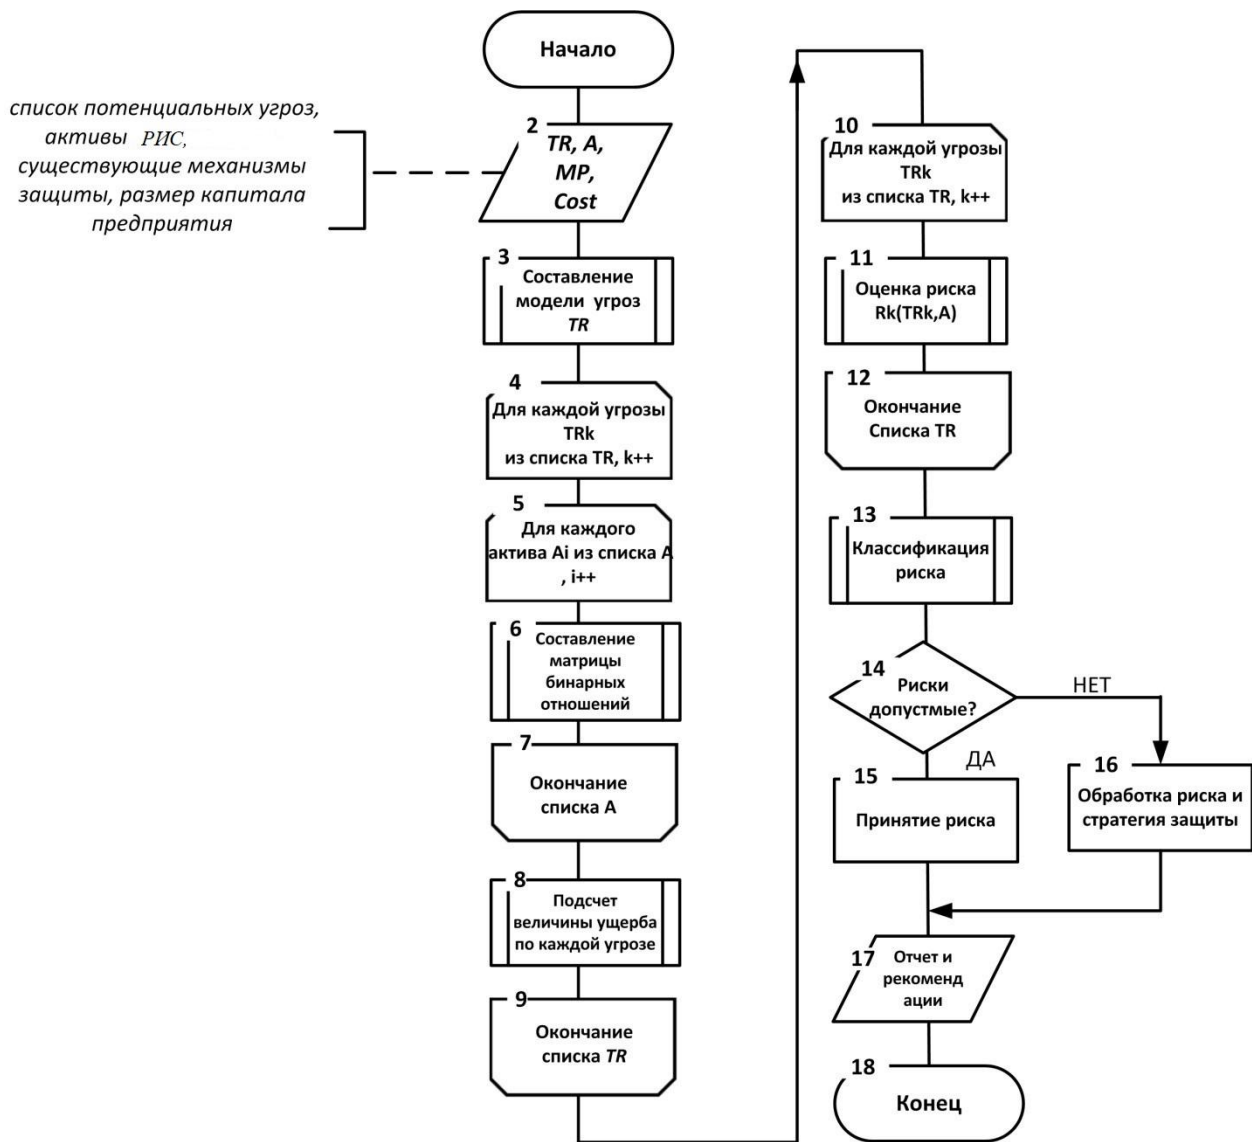 Начало
список потенциальных угроз,
активы РИС,
существующие механизмы
защиты, размер капитала
предприятия
2
TR, A,
MP,
Cost
3
Составление
модели угроз
TR
4
Для каждой угрозы
TRk
из списка TR, k++
5
Для каждого
актива Ai из списка A
, i++
6
Составление
матрицы
бинарных
отношений
7
Окончание
списка A
8
Подсчет
величины ущерба
по каждой угрозе
9
Окончание
списка TR
10
Для каждой угрозы
TRk
из списка TR, k++
11
Оценка риска
Rk(TRk,A)
12
Окончание
Списка TR
13
Классификация
риска
14
Риски
допустмые?
НЕТ
ДА
15
Принятие риска
16
Обработка риска и
стратегия защиты
17
Отчет и
рекоменд
ации
18
Конец